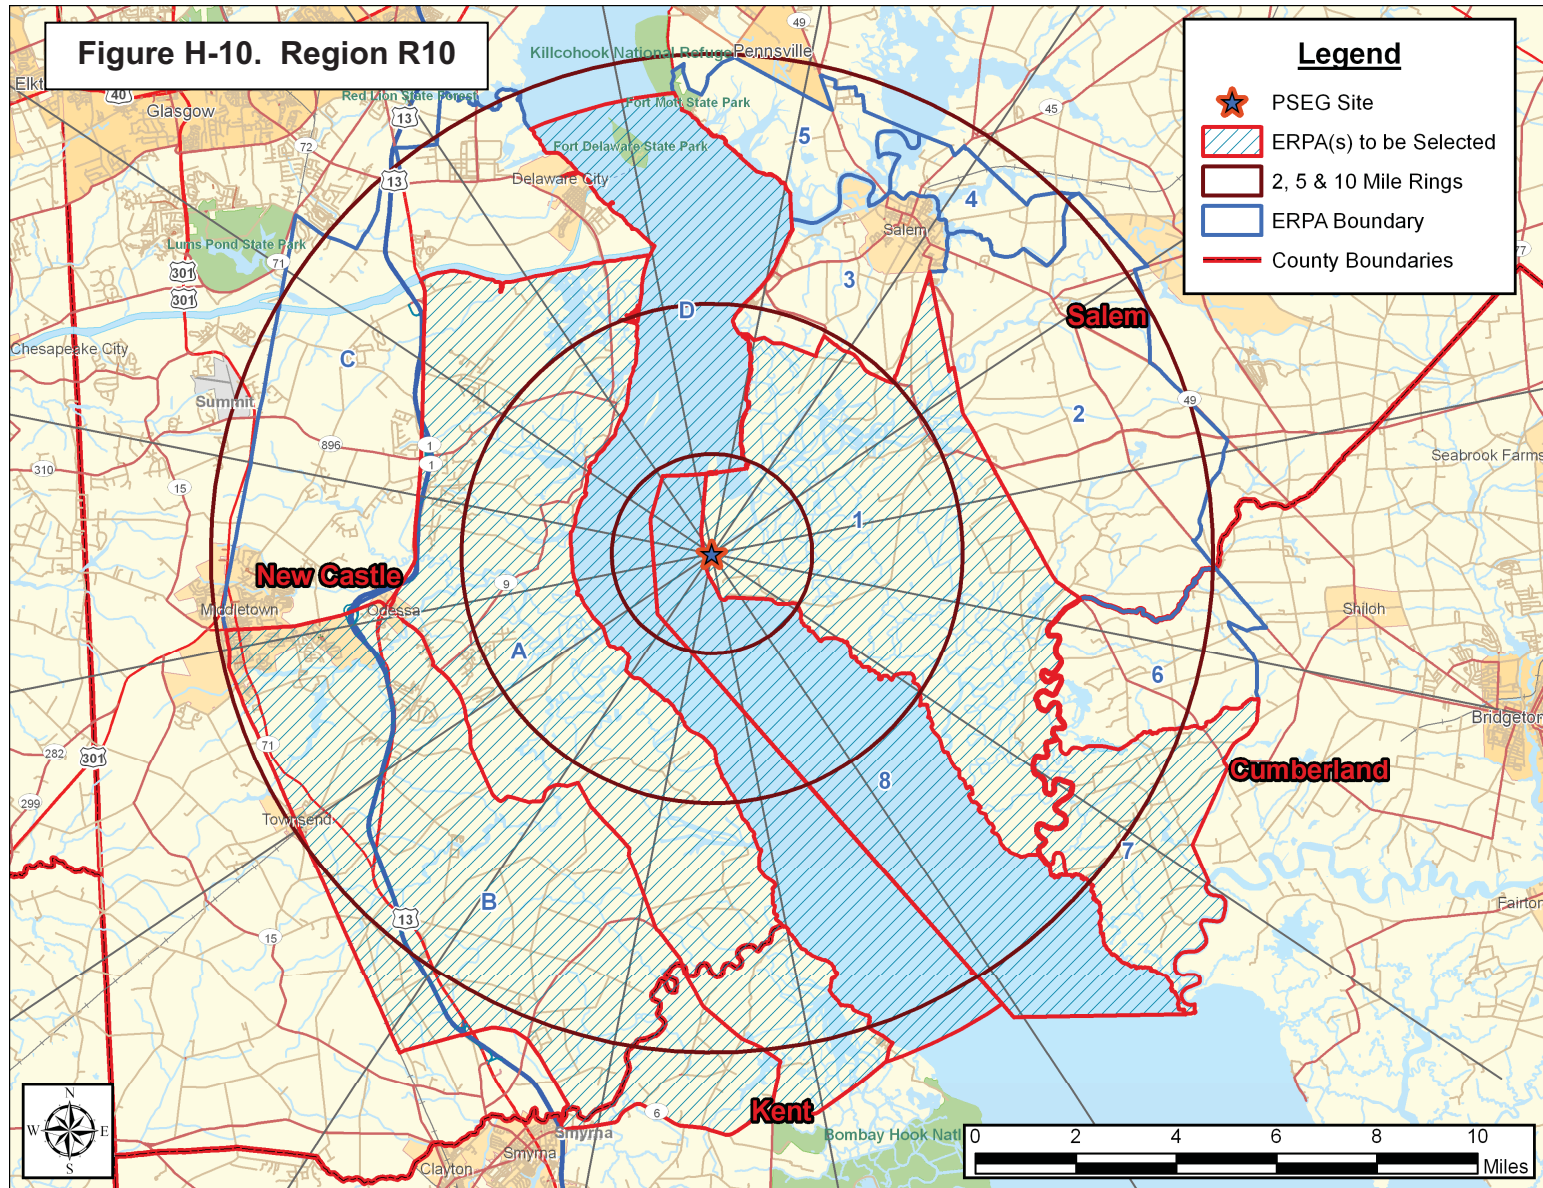 Figure H-10. Region R10
Legend
PSEG Site
ERPA(s) to be Selected
2, 5 & 10 Mile Rings
ERPA Boundary
County Boundaries
Killcohook National Refuge
Pennsville
49
Elkt
40
Glasgow
Red Lion State Forest
13
Fort Mott State Park
45
5
72
Fort Delaware State Park
13
Delaware City
4
Lums Pond State Park
Salem
71
301
77
301
3
D
Salem
Chesapeake City
C
Summit
49
2
896
1
1
310
Seabrook Farms
15
1
New Castle
9
Middletown
Odessa
Shiloh
A
6
Bridgeton
71
282
301
Cumberland
8
299
Townsend
7
B
Fairton
13
15
N
W
E
S
6
Kent
Smyrna
Bombay Hook Nati
Smyrna
Clayton
0 2 4 6 8 10
Miles